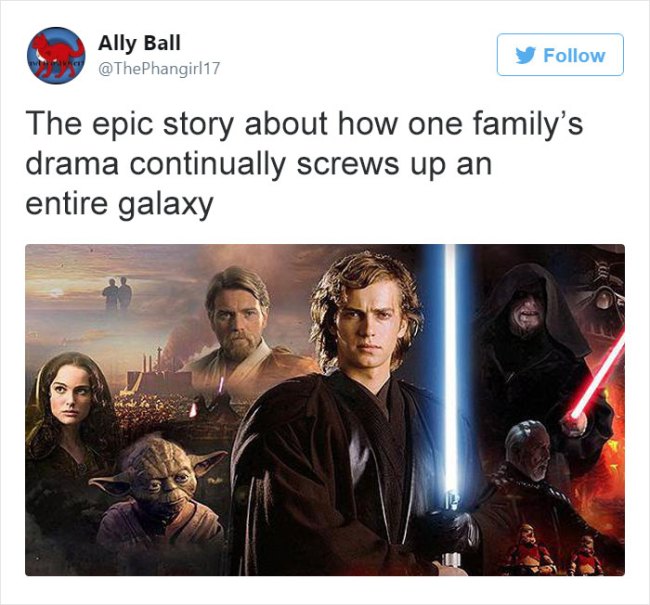 Ally Ball
@ThePhangirl17
Follow
The epic story about how one family's
drama continually screws up an
entire galaxy